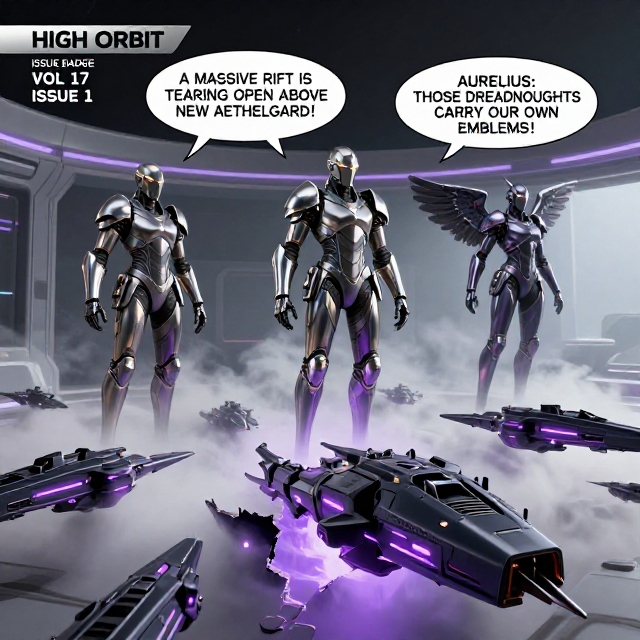 HIGH ORBIT
ISSUE BADGE
VOL 17
ISSUE 1
A MASSIVE RIFT IS
TEARING OPEN ABOVE
NEW AETHELGARD!
AURELIUS:
THOSE DREADNOUGHTS
CARRY OUR OWN
EMBLEMS!